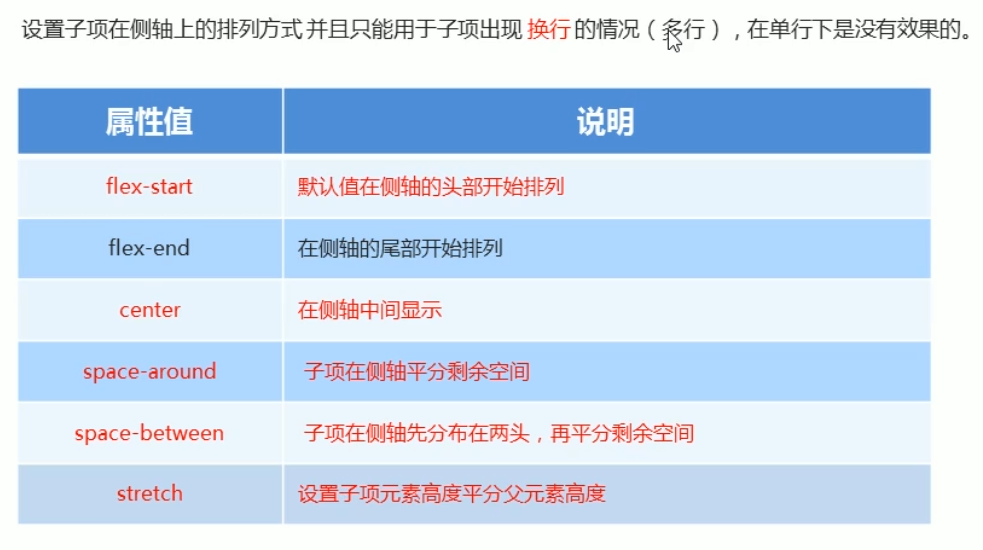 设置子项在侧轴上的排列方式 并且只能用于子项出现 换行 的情况（多行），在单行下是没有效果的。
属性值 说明
flex-start 默认值在侧轴的头部开始排列
flex-end 在侧轴的尾部开始排列
center 在侧轴中间显示
space-around 子项在侧轴平分剩余空间
space-between 子项在侧轴先分布在两头，再平分剩余空间
stretch 设置子项元素高度平分父元素高度